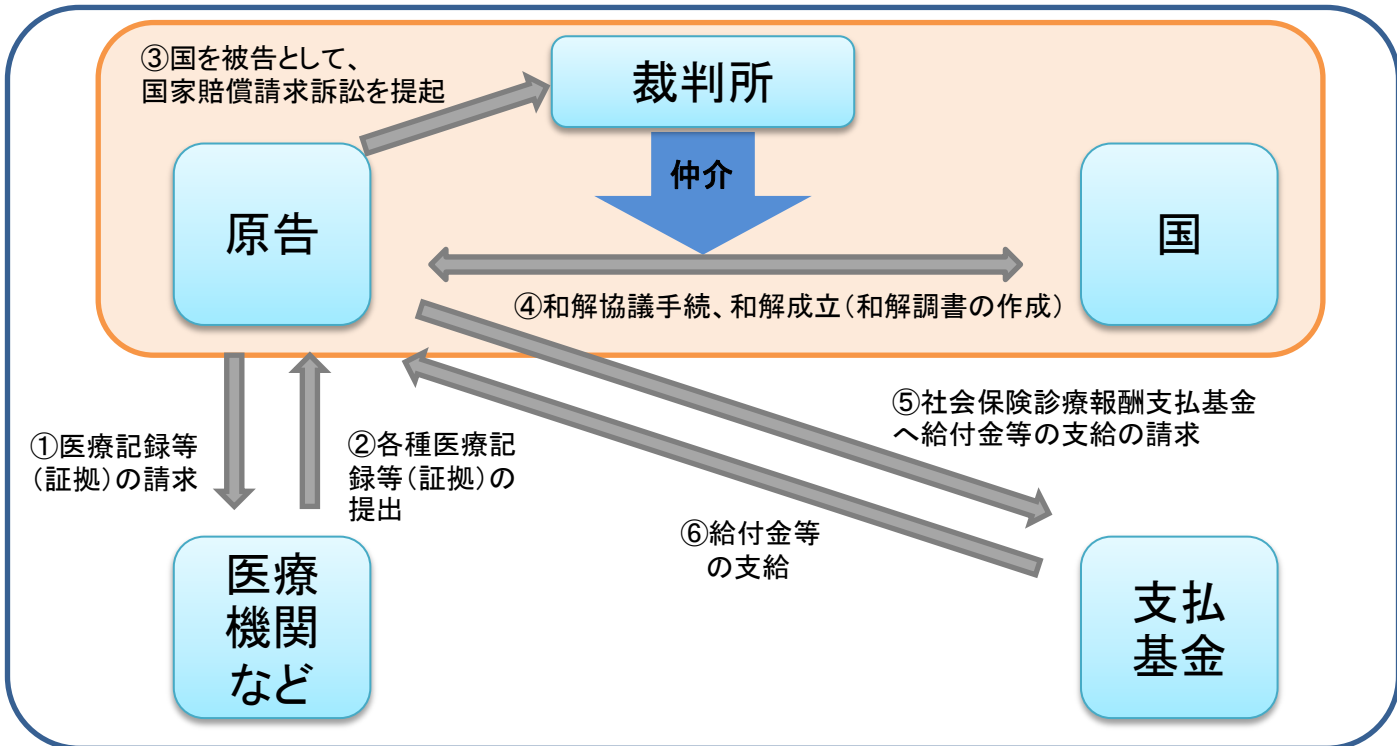 ③国を被告として、
国家賠償請求訴訟を提起
裁判所
仲介
原告
国
④和解協議手続、和解成立(和解調書の作成)
①医療記録等
(証拠)の請求
②各種医療記
録等(証拠)の
提出
⑤社会保険診療報酬支払基金
へ給付金等の支給の請求
⑥給付金等
の支給
医療
機関
など
支払
基金